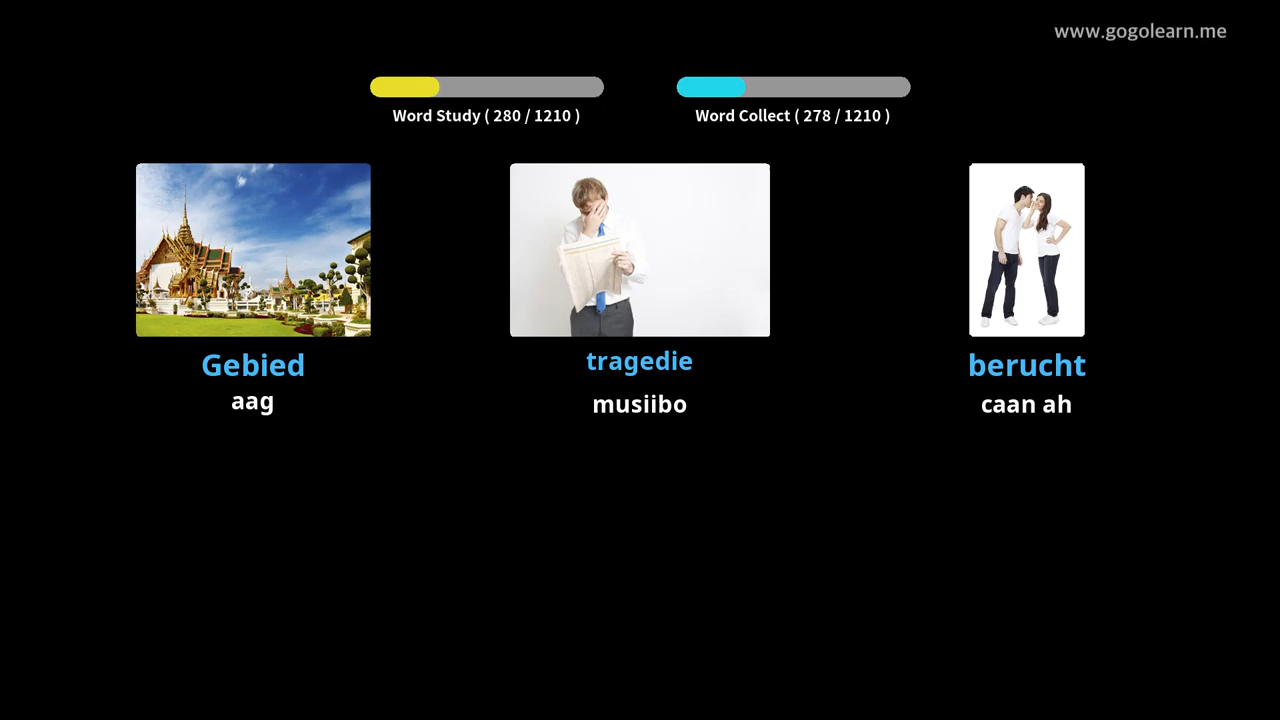 www.gogolearn.me
Word Study ( 280 / 1210 )
Word Collect ( 278 / 1210 )
Gebied
aag
tragedie
musiibo
berucht
caan ah